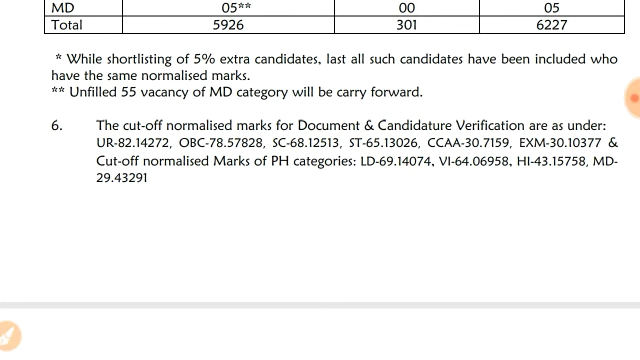 MD 05** 00 05
Total 5926 301 6227
* While shortlisting of 5% extra candidates, last all such candidates have been included who
have the same normalised marks.
** Unfilled 55 vacancy of MD category will be carry forward.
6. The cut-off normalised marks for Document & Candidature Verification are as under:
UR-82.14272, OBC-78.57828, SC-68.12513, ST-65.13026, CCAA-30.7159, EXM-30.10377 &
Cut-off normalised Marks of PH categories: LD-69.14074, VI-64.06958, HI-43.15758, MD-
29.43291